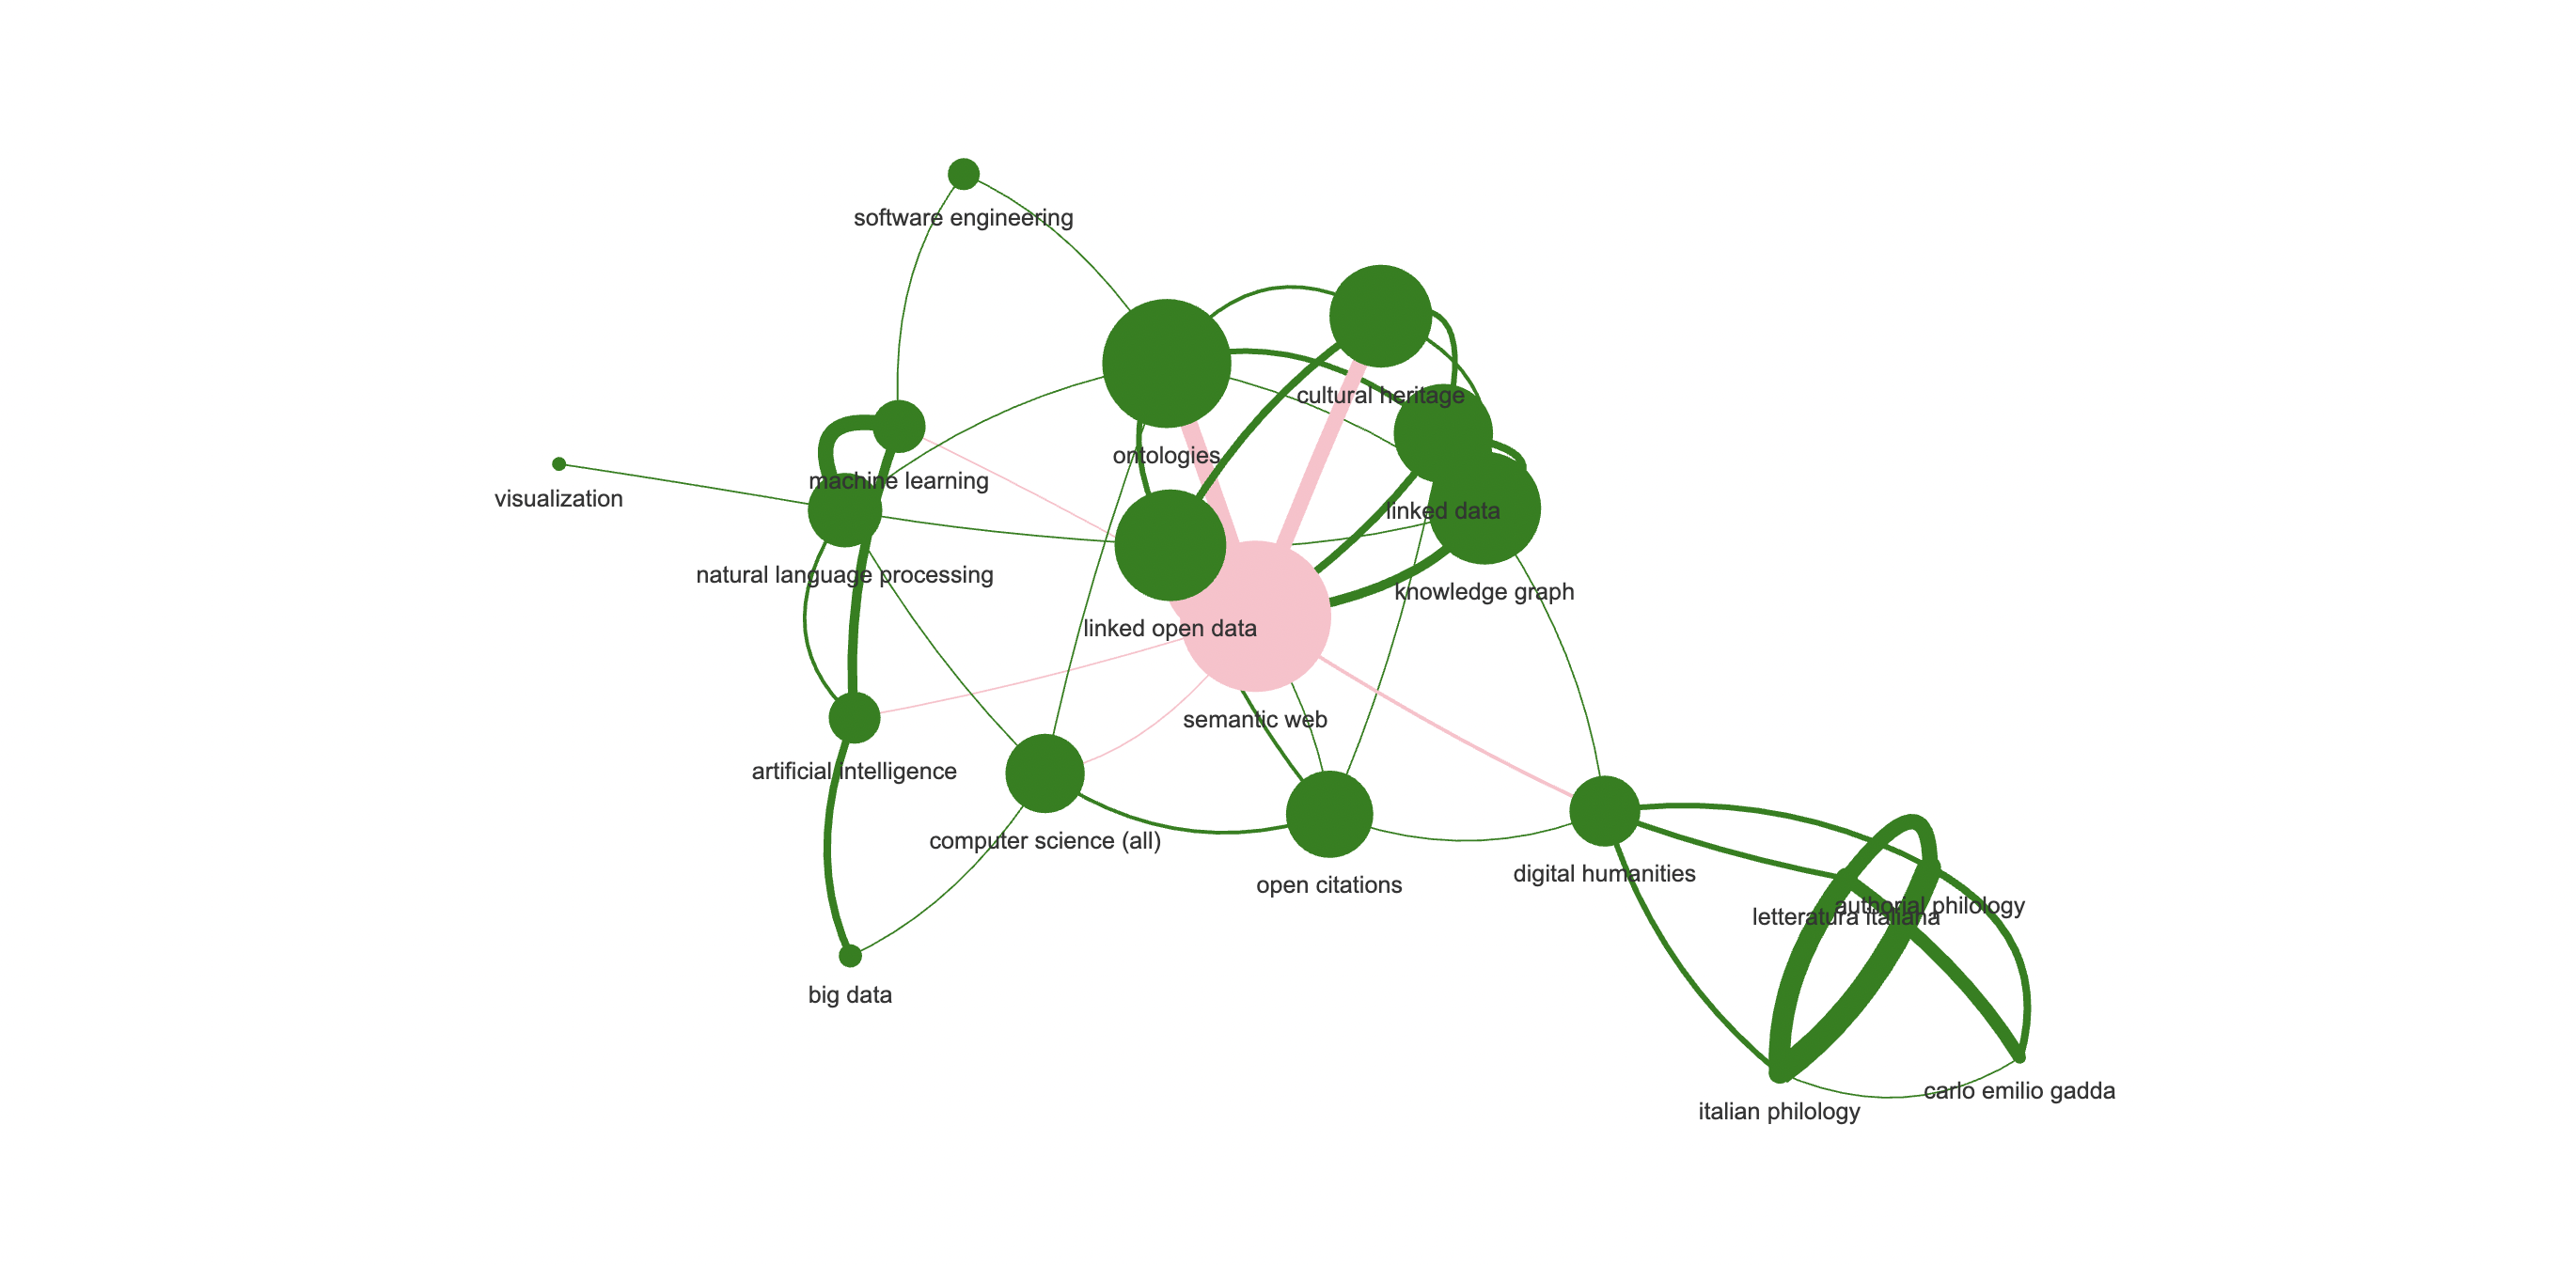 software engineering
cultural heritage
ontologies
machine learning
visualization
linked data
natural language processing
knowledge graph
linked open data
semantic web
artificial intelligence
computer science (all)
digital humanities
open citations
authorial philology
letteratura italiana
big data
carlo emilio gadda
italian philology